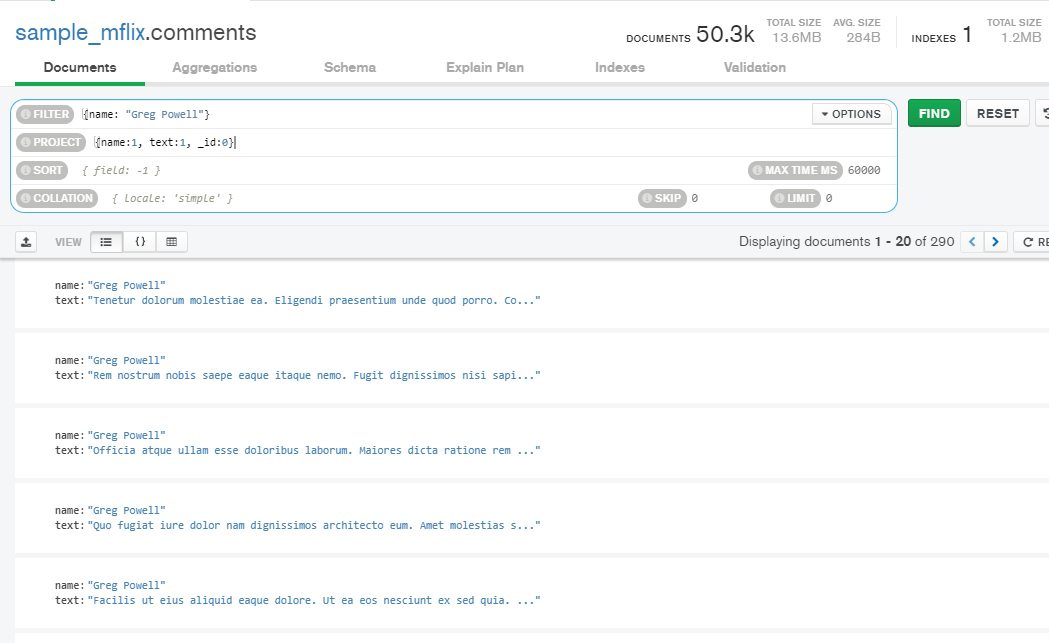 sample_mflix.comments
DOCUMENTS 50.3k TOTAL SIZE 13.6MB AVG. SIZE 284B INDEXES 1 TOTAL SIZE 1.2MB
Documents Aggregations Schema Explain Plan Indexes Validation
FILTER {name: "Greg Powell"} OPTIONS FIND RESET
PROJECT {name:1, text:1, _id:0}
SORT { field: -1 } MAX TIME MS 60000
COLLATION { locale: 'simple' } SKIP 0 LIMIT 0
VIEW {} Displaying documents 1 - 20 of 290 RE
name: "Greg Powell"
text: "Tenetur dolorum molestiae ea. Eligendi praesentium unde quod porro. Co..."
name: "Greg Powell"
text: "Rem nostrum nobis saepe eaque itaque nemo. Fugit dignissimos nisi sapi..."
name: "Greg Powell"
text: "Officia atque ullam esse doloribus laborum. Maiores dicta ratione rem ..."
name: "Greg Powell"
text: "Quo fugiat iure dolor nam dignissimos architecto eum. Amet molestias s..."
name: "Greg Powell"
text: "Facilis ut eius aliquid eaque dolore. Ut ea eos nesciunt ex sed quia. ..."